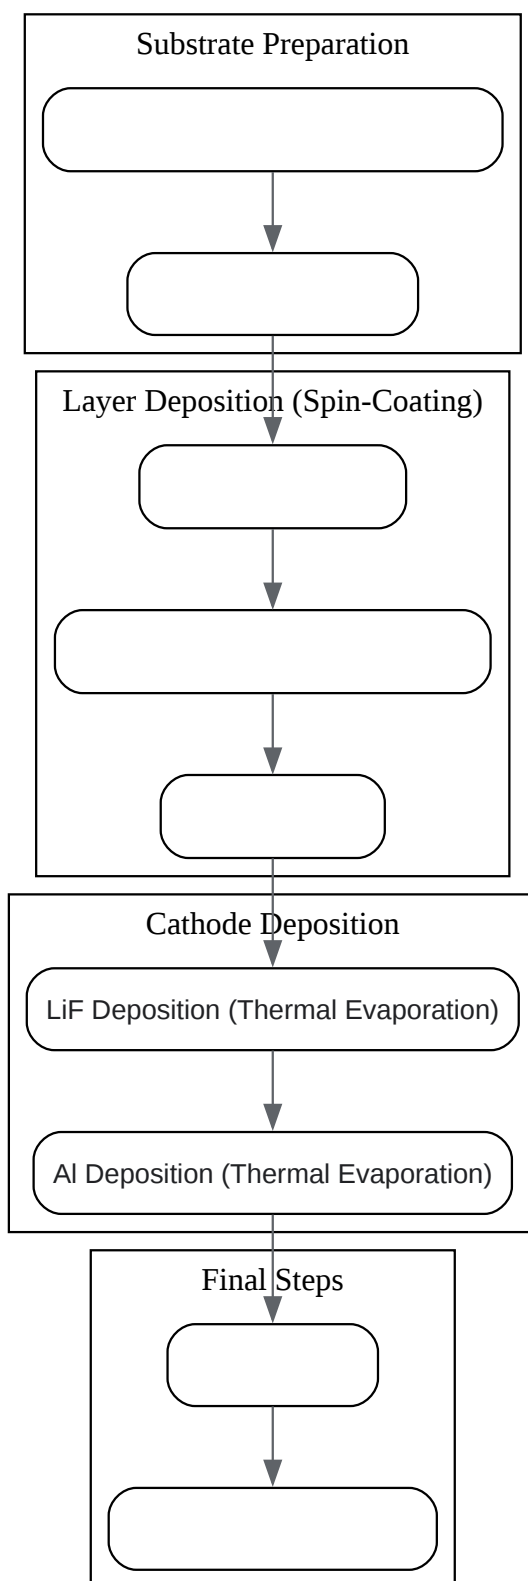 Substrate Preparation
Layer Deposition (Spin-Coating)
Cathode Deposition
LiF Deposition (Thermal Evaporation)
Al Deposition (Thermal Evaporation)
Final Steps